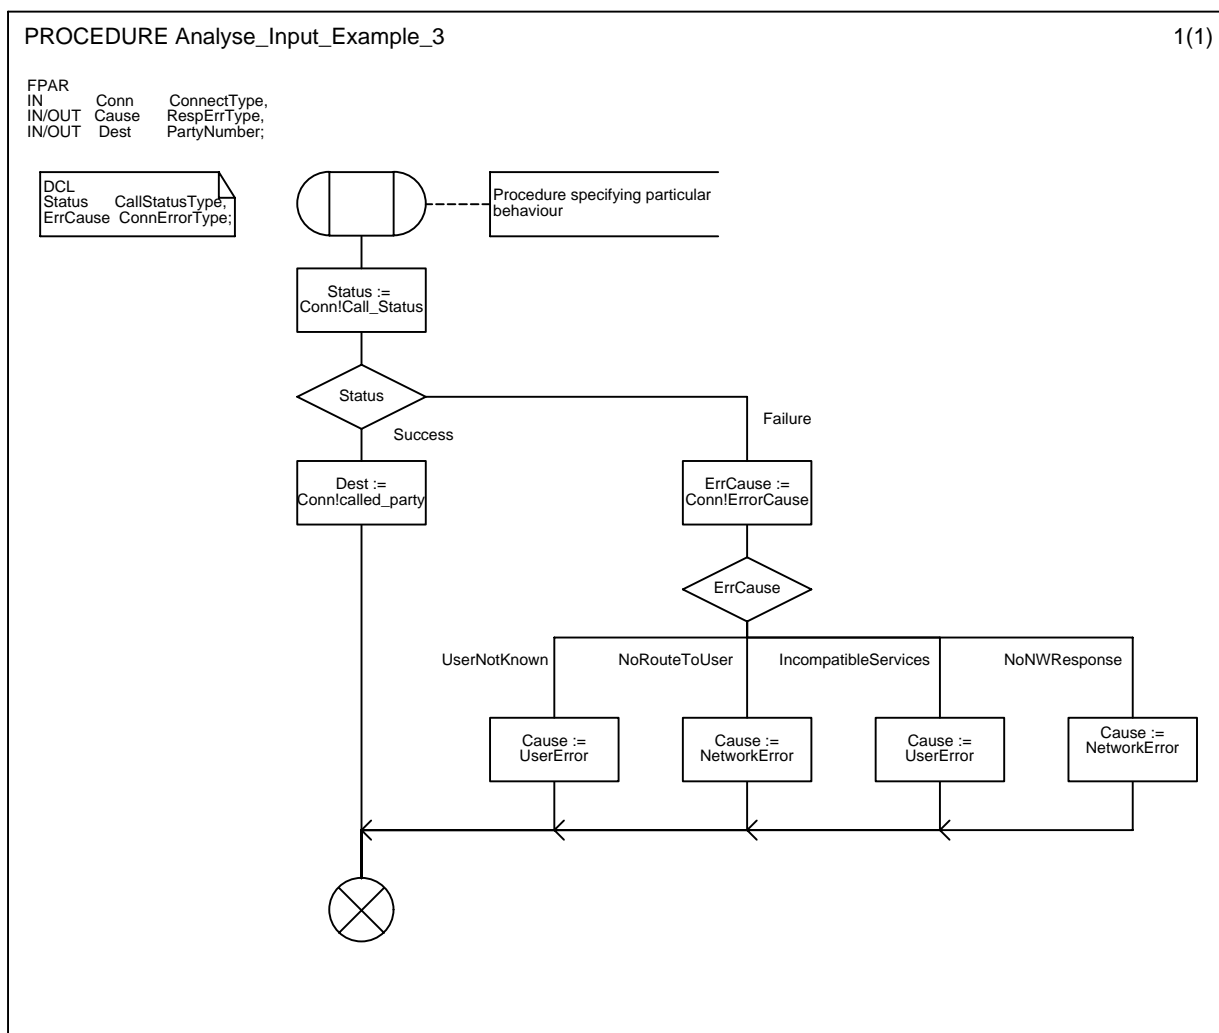 PROCEDURE Analyse_Input_Example_3
1(1)
FPAR
IN Conn ConnectType,
IN/OUT Cause RespErrType,
IN/OUT Dest PartyNumber;
DCL
Status CallStatusType,
ErrCause ConnErrorType;
Procedure specifying particular
behaviour
Status :=
Conn!Call_Status
Status
Success
Failure
Dest :=
Conn!called_party
ErrCause :=
Conn!ErrorCause
ErrCause
UserNotKnown
NoRouteToUser
IncompatibleServices
NoNWResponse
Cause :=
UserError
Cause :=
NetworkError
Cause :=
UserError
Cause :=
NetworkError